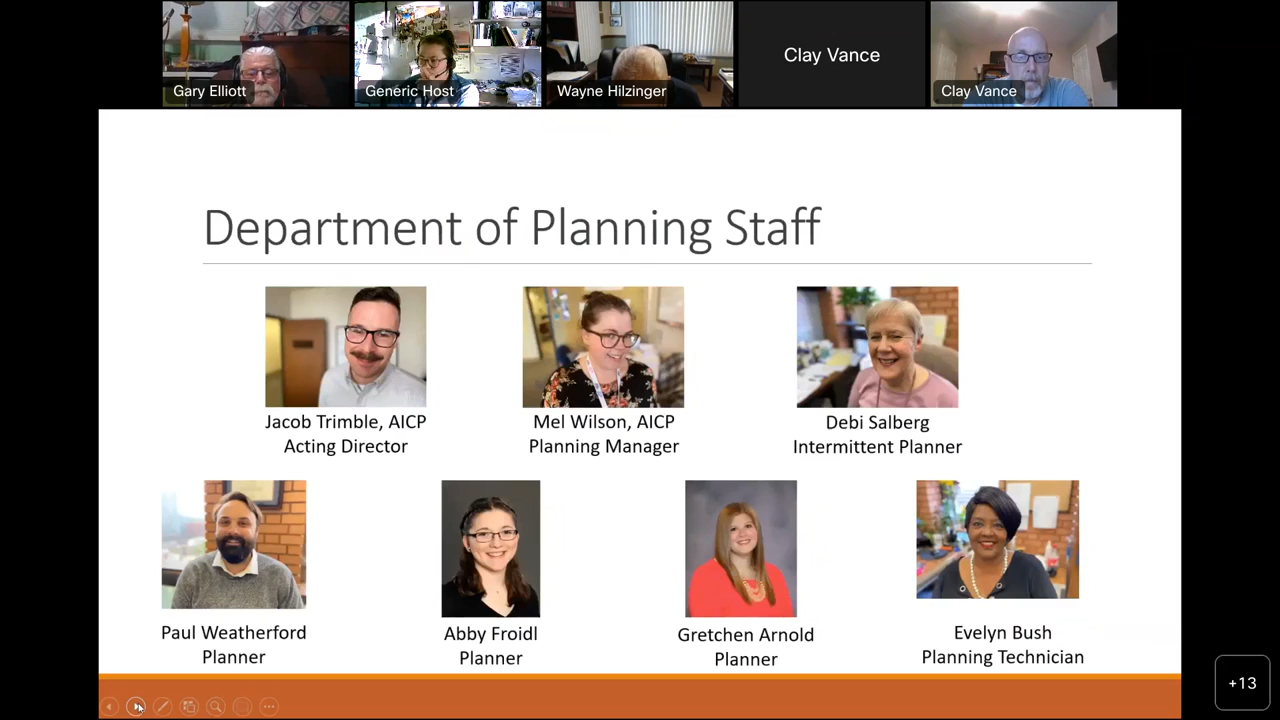 Gary Elliott
Generic Host
Wayne Hilzinger
Clay Vance
Clay Vance
Department of Planning Staff
Jacob Trimble, AICP
Acting Director
Mel Wilson, AICP
Planning Manager
Debi Salberg
Intermittent Planner
Paul Weatherford
Planner
Abby Froidl
Planner
Gretchen Arnold
Planner
Evelyn Bush
Planning Technician
+13